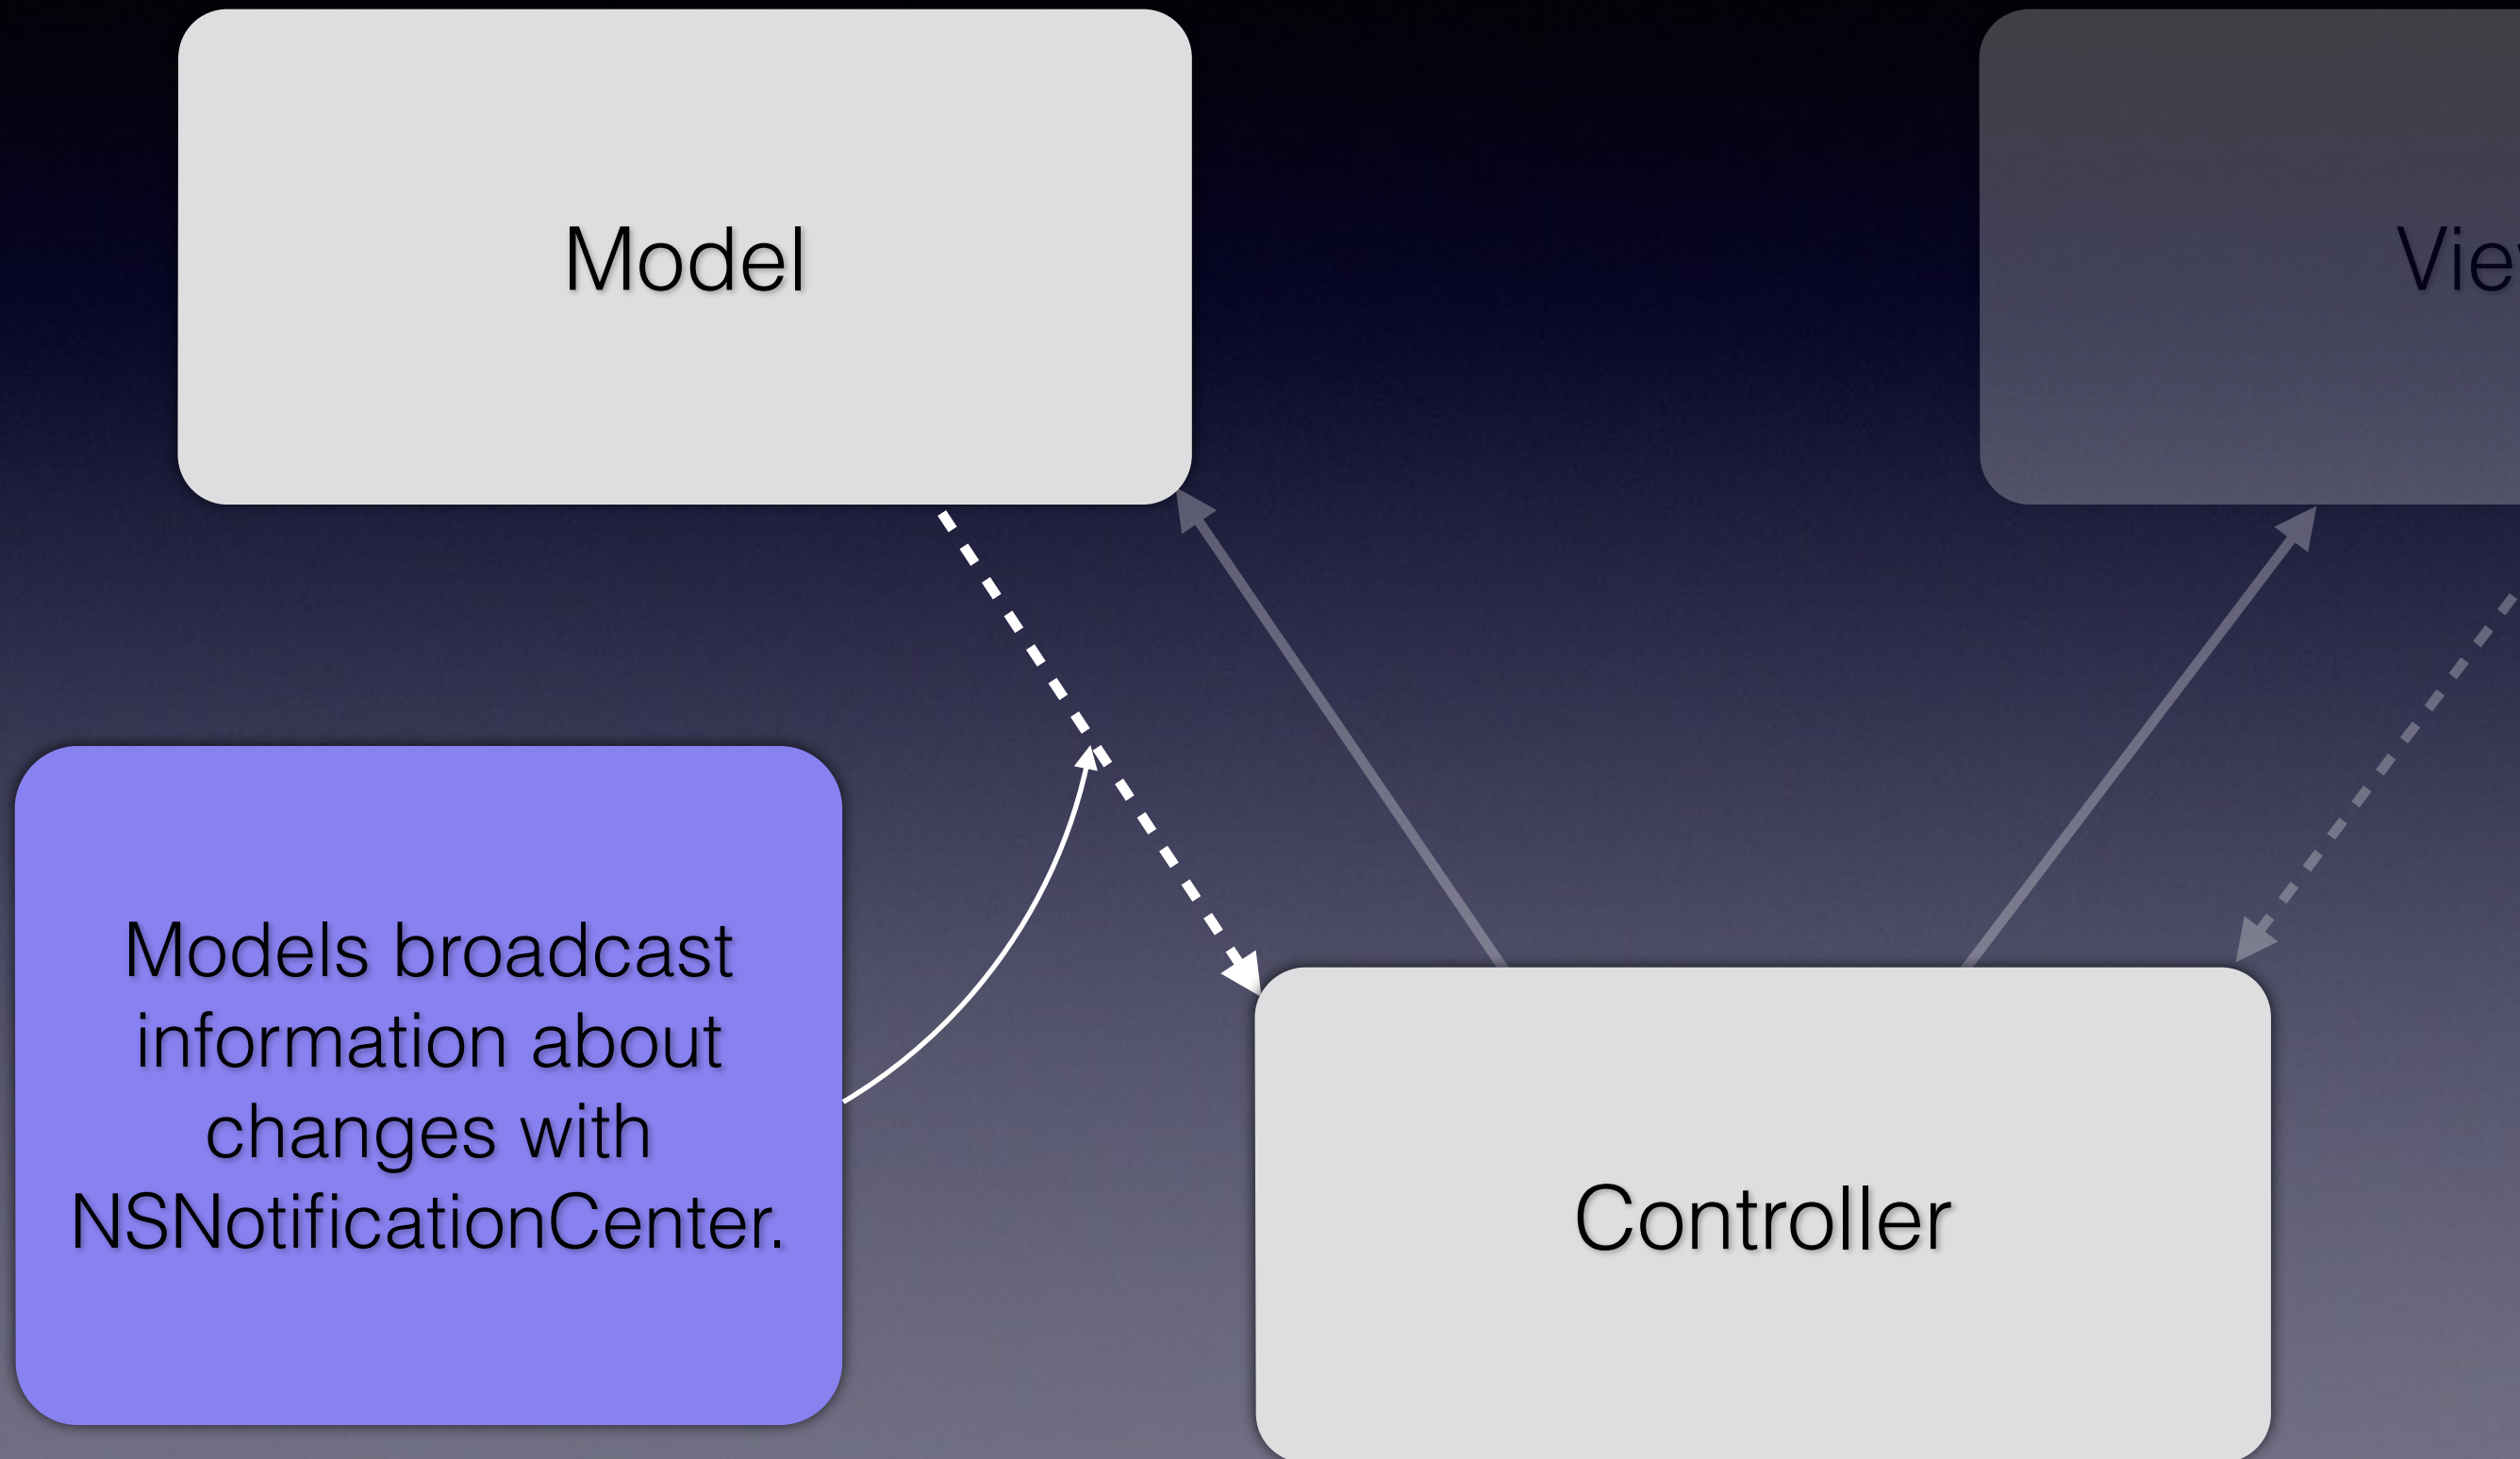 Model
Models broadcast
information about
changes with
NSNotificationCenter.
Controller